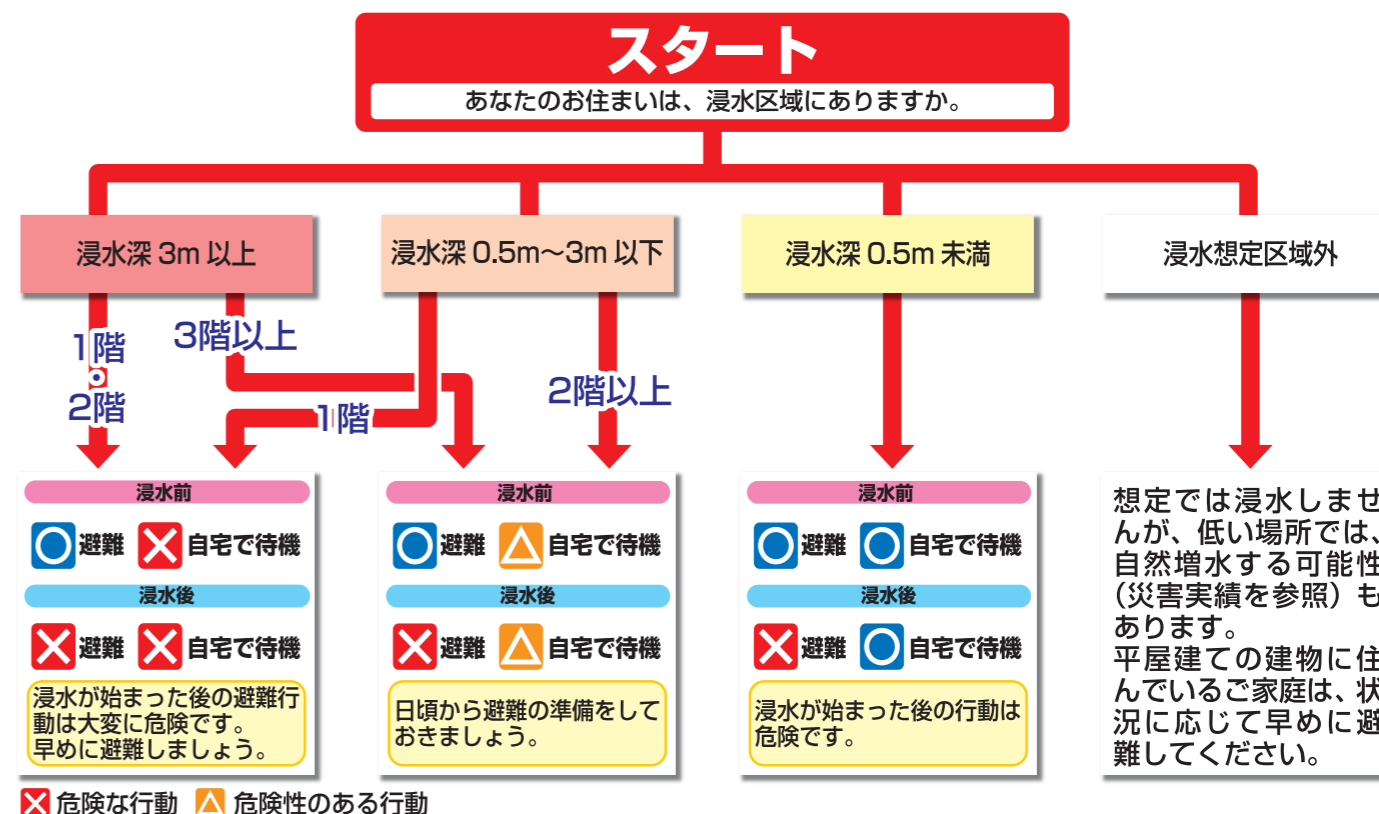 スタート
あなたのお住まいは、浸水区域にありますか。
浸水深 3m 以上
浸水深 0.5m～3m 以下
浸水深 0.5m 未満
浸水想定区域外
1階
・
2階
3階以上
1階
2階以上
浸水前
避難 自宅で待機
浸水後
避難 自宅で待機
浸水が始まった後の避難行
動は大変に危険です。
早めに避難しましょう。
浸水前
避難 自宅で待機
浸水後
避難 自宅で待機
日頃から避難の準備をして
おきましょう。
浸水前
避難 自宅で待機
浸水後
避難 自宅で待機
浸水が始まった後の行動は
危険です。
想定では浸水しませ
んが、低い場所では、
自然増水する可能性
（災害実績を参照）も
あります。
平屋建ての建物に住
んでいるご家庭は、状
況に応じて早めに避
難してください。
危険な行動 危険性のある行動